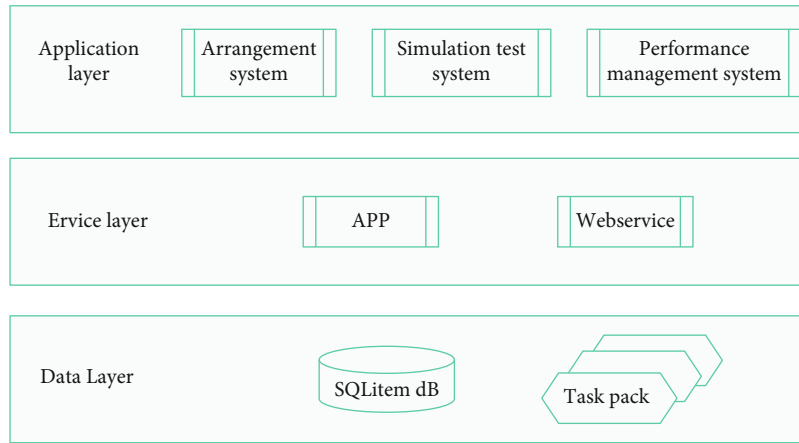 Application
layer
Arrangement
system
Simulation test
system
Performance
management system
Ervice layer
APP
Webservice
Data Layer
SQLitem dB
Task pack